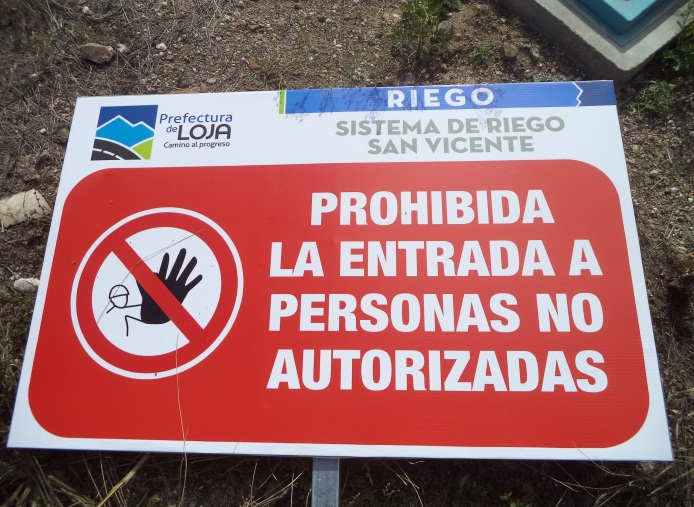 Prefectura
de LOJA
Camino al progreso
RIEGO
SISTEMA DE RIEGO
SAN VICENTE
PROHIBIDA
LA ENTRADA A
PERSONAS NO
AUTORIZADAS